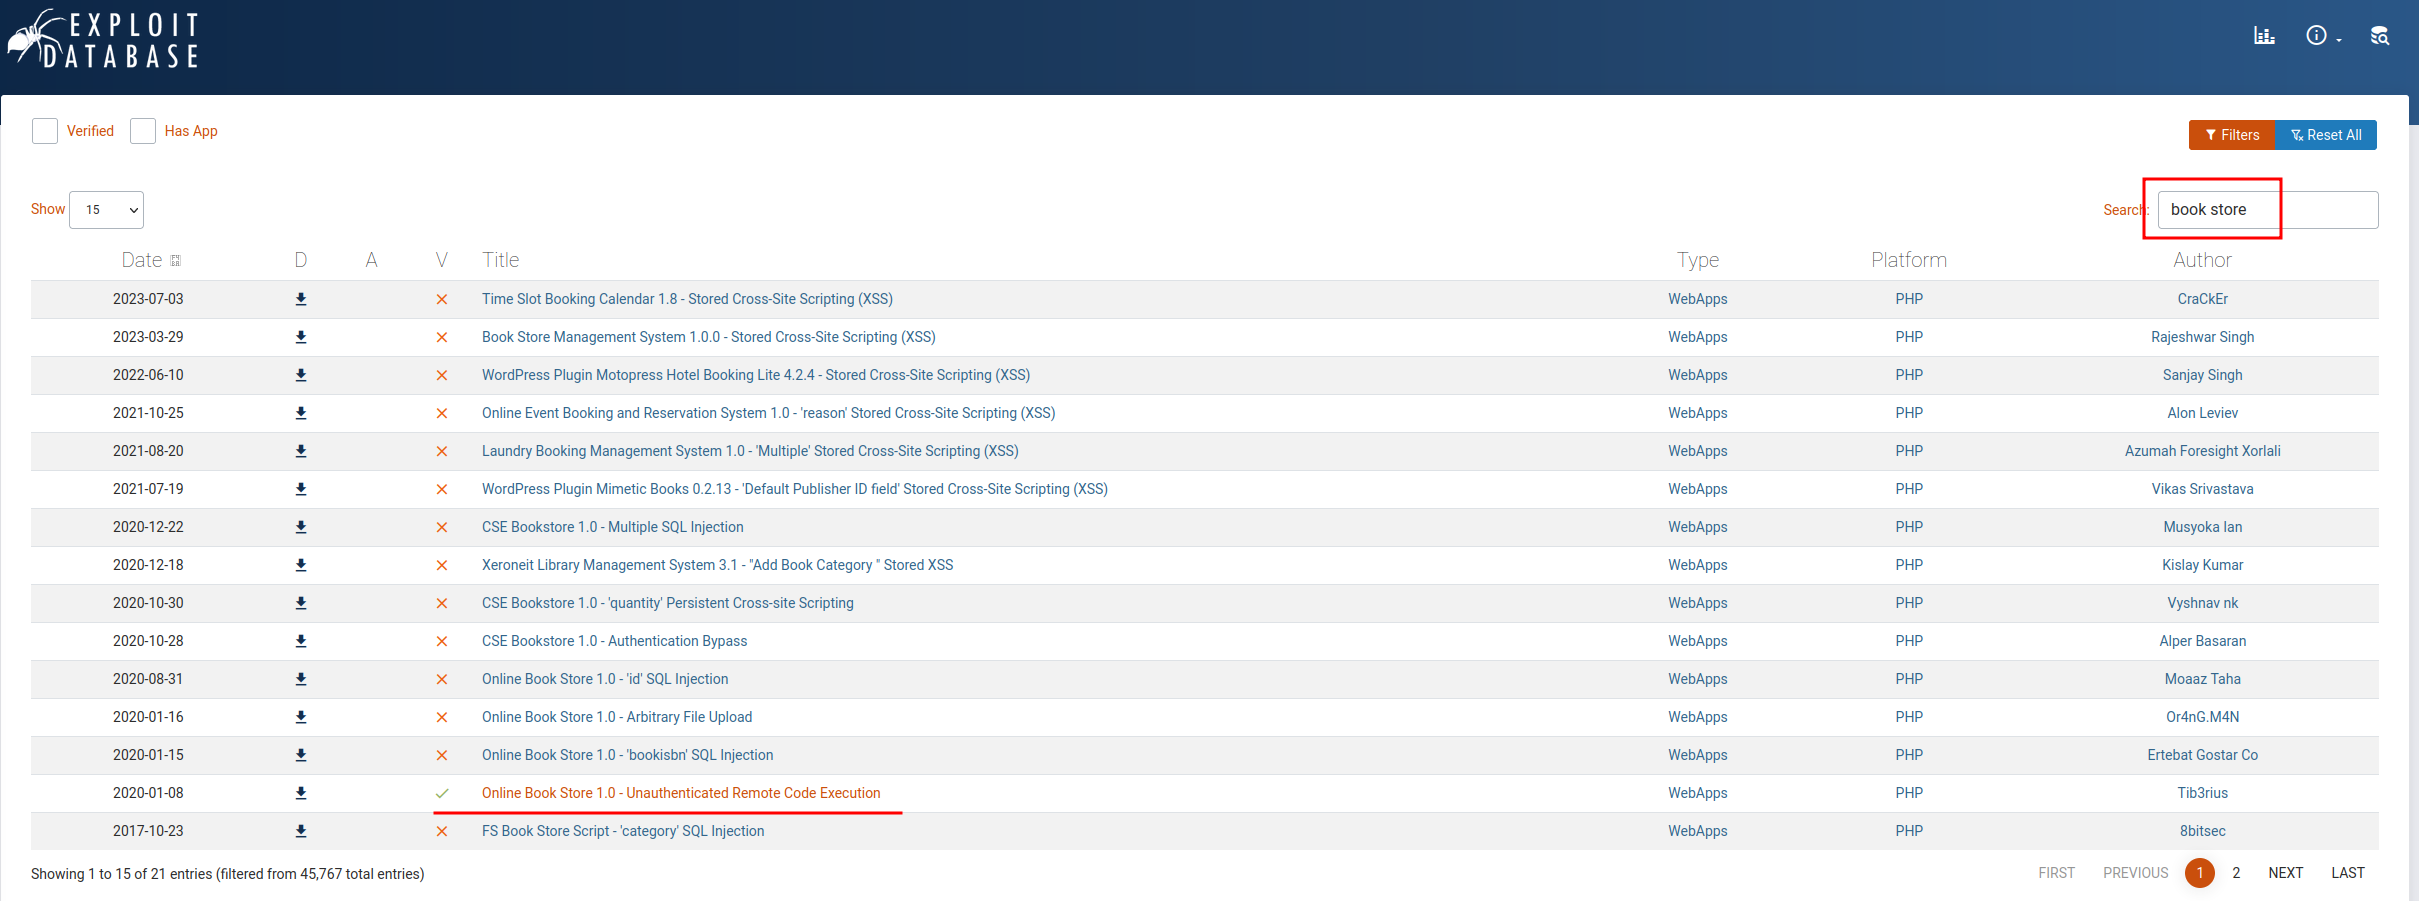 EXPLOIT
DATABASE
Verified Has App
Filters Reset All
Show 15
Search: book store
Date D A V Title Type Platform Author
2023-07-03 Time Slot Booking Calendar 1.8 - Stored Cross-Site Scripting (XSS) WebApps PHP CraCkEr
2023-03-29 Book Store Management System 1.0.0 - Stored Cross-Site Scripting (XSS) WebApps PHP Rajeshwar Singh
2022-06-10 WordPress Plugin Motopress Hotel Booking Lite 4.2.4 - Stored Cross-Site Scripting (XSS) WebApps PHP Sanjay Singh
2021-10-25 Online Event Booking and Reservation System 1.0 - 'reason' Stored Cross-Site Scripting (XSS) WebApps PHP Alon Leviev
2021-08-20 Laundry Booking Management System 1.0 - 'Multiple' Stored Cross-Site Scripting (XSS) WebApps PHP Azumah Foresight Xorlali
2021-07-19 WordPress Plugin Mimetic Books 0.2.13 - 'Default Publisher ID field' Stored Cross-Site Scripting (XSS) WebApps PHP Vikas Srivastava
2020-12-22 CSE Bookstore 1.0 - Multiple SQL Injection WebApps PHP Musyoka Ian
2020-12-18 Xeroneit Library Management System 3.1 - "Add Book Category " Stored XSS WebApps PHP Kislay Kumar
2020-10-30 CSE Bookstore 1.0 - 'quantity' Persistent Cross-site Scripting WebApps PHP Vyshnav nk
2020-10-28 CSE Bookstore 1.0 - Authentication Bypass WebApps PHP Alper Basaran
2020-08-31 Online Book Store 1.0 - 'id' SQL Injection WebApps PHP Moaaz Taha
2020-01-16 Online Book Store 1.0 - Arbitrary File Upload WebApps PHP Or4nG.M4N
2020-01-15 Online Book Store 1.0 - 'bookisbn' SQL Injection WebApps PHP Ertebat Gostar Co
2020-01-08 Online Book Store 1.0 - Unauthenticated Remote Code Execution WebApps PHP Tib3rius
2017-10-23 FS Book Store Script - 'category' SQL Injection WebApps PHP 8bitsec
Showing 1 to 15 of 21 entries (filtered from 45,767 total entries)
FIRST PREVIOUS 1 2 NEXT LAST